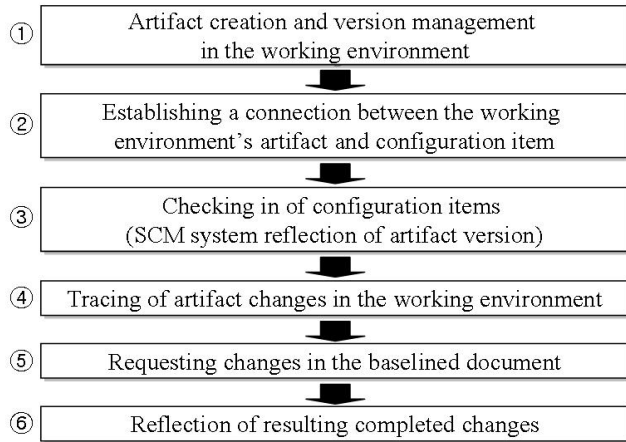 ① Artifact creation and version management
in the working environment
② Establishing a connection between the working
environment's artifact and configuration item
③ Checking in of configuration items
(SCM system reflection of artifact version)
④ Tracing of artifact changes in the working environment
⑤ Requesting changes in the baselined document
⑥ Reflection of resulting completed changes